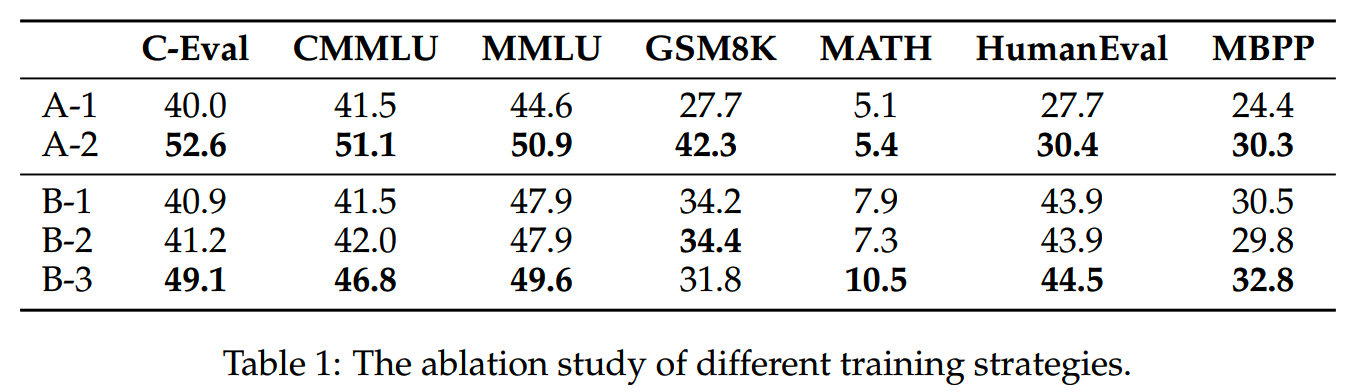 C-Eval CMMLU MMLU GSM8K MATH HumanEval MBPP
A-1 40.0 41.5 44.6 27.7 5.1 27.7 24.4
A-2 52.6 51.1 50.9 42.3 5.4 30.4 30.3
B-1 40.9 41.5 47.9 34.2 7.9 43.9 30.5
B-2 41.2 42.0 47.9 34.4 7.3 43.9 29.8
B-3 49.1 46.8 49.6 31.8 10.5 44.5 32.8
Table 1: The ablation study of different training strategies.